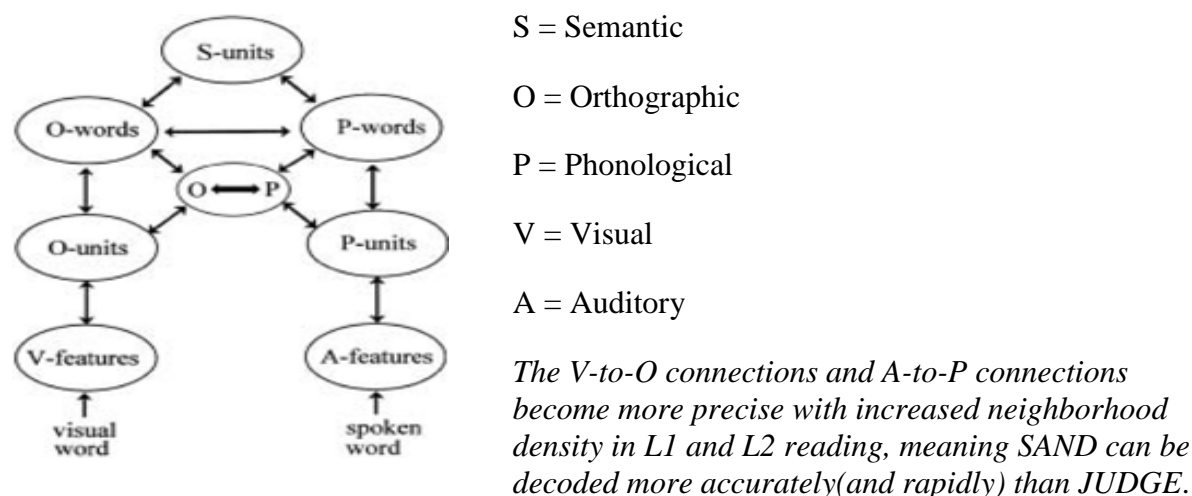 S-units
O-words P-words
O P
O-units P-units
V-features A-features
visual spoken
word word
S = Semantic
O = Orthographic
P = Phonological
V = Visual
A = Auditory
The V-to-O connections and A-to-P connections
become more precise with increased neighborhood
density in L1 and L2 reading, meaning SAND can be
decoded more accurately(and rapidly) than JUDGE.